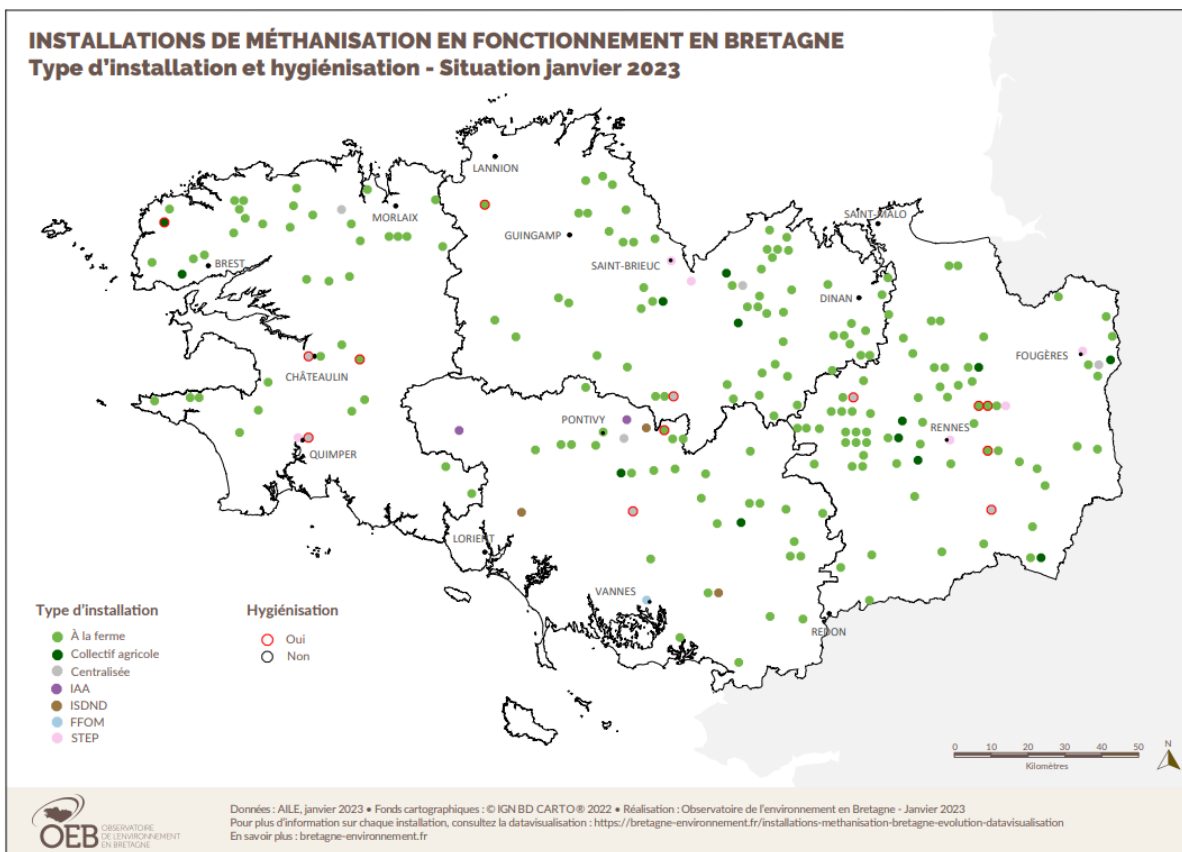 INSTALLATIONS DE MÉTHANISATION EN FONCTIONNEMENT EN BRETAGNE
Type d'installation et hygiénisation - Situation janvier 2023
LANNION
MORLAIX
SAINT-MALO
GUINGAMP
BREST
SAINT-BRIEUC
DINAN
FOUGÈRES
CHÂTEAULIN
PONTIVY
RENNES
QUIMPER
LORIENT
VANNES
REDON
Type d'installation
À la ferme
Collectif agricole
Centralisée
IAA
ISDND
FFOM
STEP
Hygiénisation
Oui
Non
0 10 20 30 40 50
Kilomètres
N
OEB
OBSERVATOIRE
DE L'ENVIRONNEMENT
EN BRETAGNE
Données : AILE, janvier 2023 • Fonds cartographiques : © IGN BD CARTO® 2022 • Réalisation : Observatoire de l'environnement en Bretagne - Janvier 2023
Pour plus d'information sur chaque installation, consultez la datavisualisation : https://bretagne-environnement.fr/installations-methanisation-bretagne-evolution-datavisualisation
En savoir plus : bretagne-environnement.fr